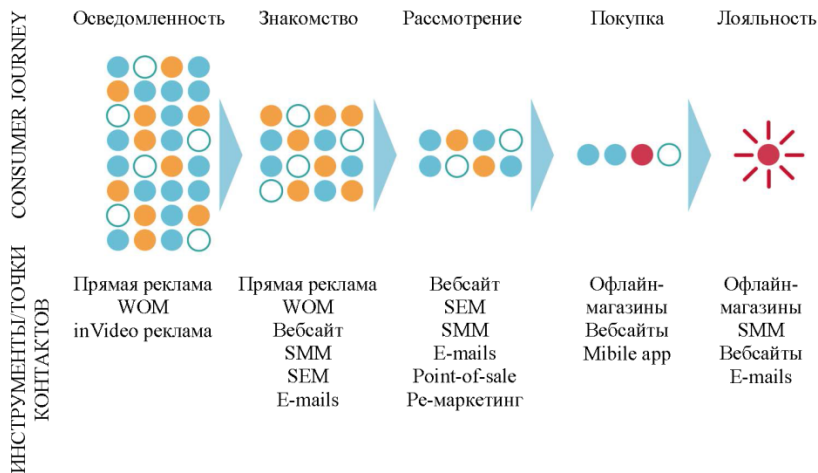 Осведомленность
Знакомство
Рассмотрение
Покупка
Лояльность
CONSUMER JOURNEY
ИНСТРУМЕНТЫ/ТОЧКИ
КОНТАКТОВ
Прямая реклама
WOM
inVideo реклама
Прямая реклама
WOM
Вебсайт
SMM
SEM
E-mails
Вебсайт
SEM
SMM
E-mails
Point-of-sale
Ре-маркетинг
Офлайн-
магазины
Вебсайты
Mibile app
Офлайн-
магазины
SMM
Вебсайты
E-mails